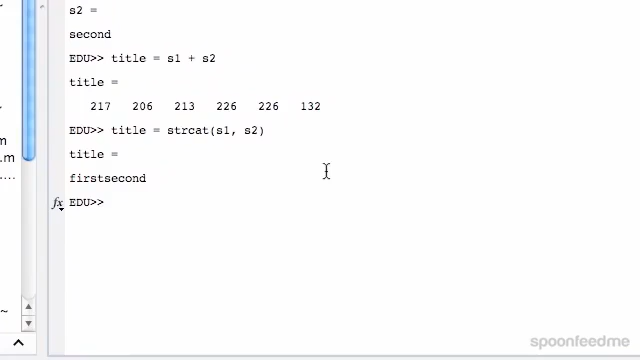 s2 =
second
EDU>> title = s1 + s2
title =
217 206 213 226 226 132
EDU>> title = strcat(s1, s2)
title =
firstsecond
fx EDU>>
m
.m
....
~
spoonfeedme